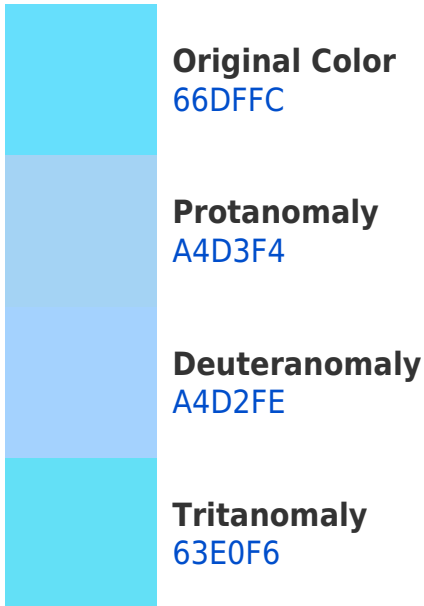 Original Color
66DFFC
Protanomaly
A4D3F4
Deuteranomaly
A4D2FE
Tritanomaly
63E0F6